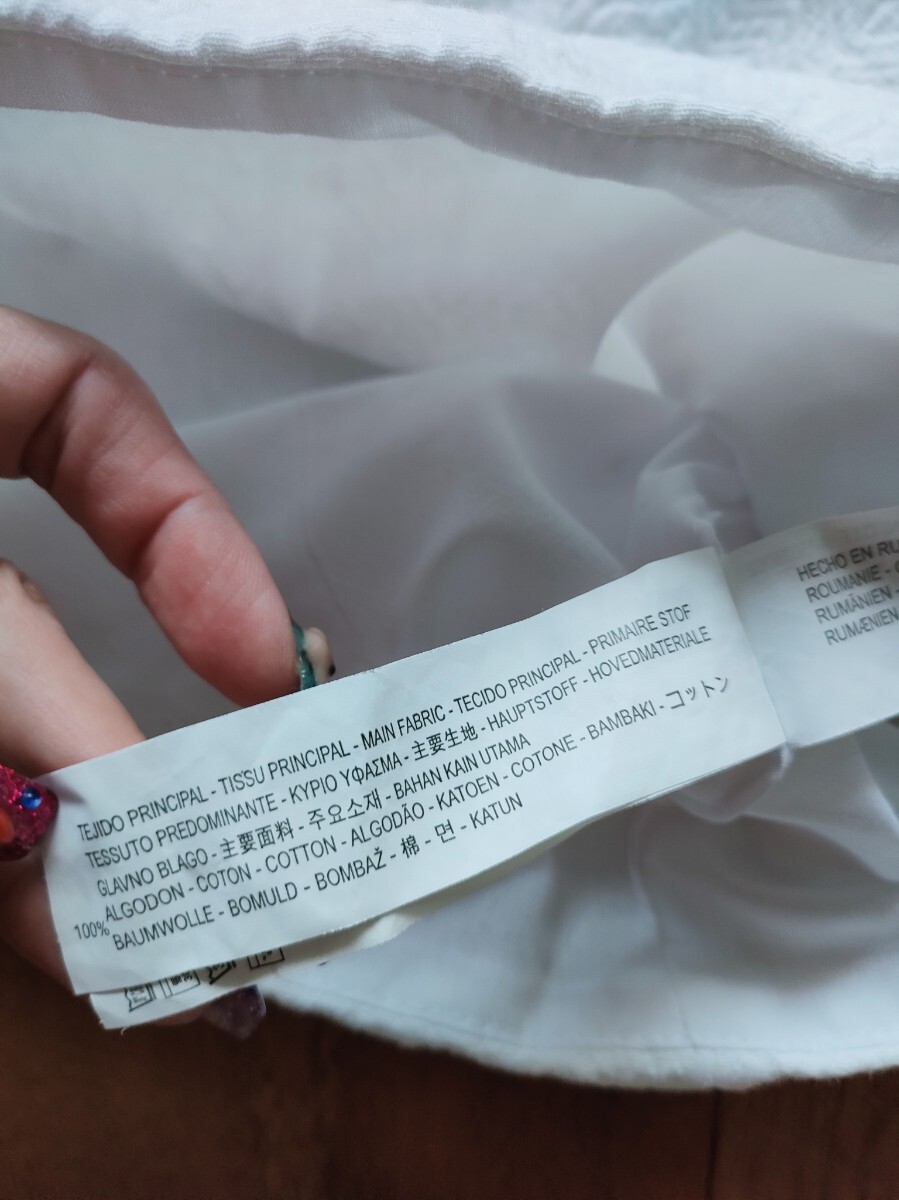 TEJIDO PRINCIPAL - TISSU PRINCIPAL - MAIN FABRIC - TECIDO PRINCIPAL - PRIMAIRE STOF
TESSUTO PREDOMINANTE - ΚΥΡΙΟ ΥΦΑΣΜΑ - 主要生地 - HAUPTSTOFF - HOVEDMATERIALE
GLAVNO BLAGO - 主要面料 - 주요소재 - BAHAN KAIN UTAMA
100% ALGODON - COTON - COTTON - ALGODÃO - KATOEN - COTONE - BAMBAKI - コットン
BAUMWOLLE - BOMULD - BOMBAŽ - 棉 - 면 - KATUN
HECHO EN
ROUMANIE -
RUMÄNIEN -
RUMÆNIEN